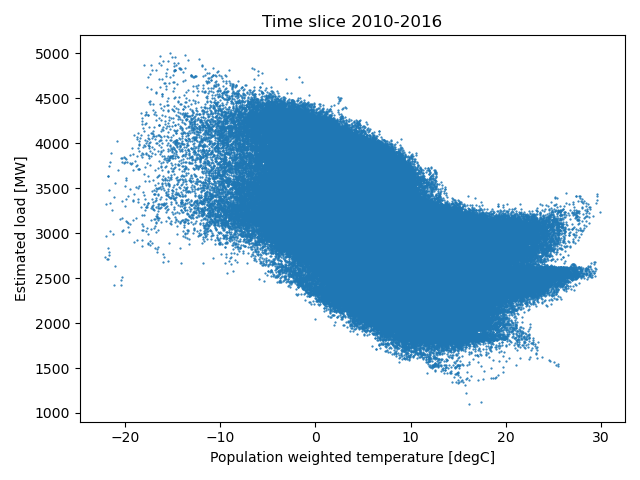 Time slice 2010-2016
Estimated load [MW]
5000
4500
4000
3500
3000
2500
2000
1500
1000
−20 −10 0 10 20 30
Population weighted temperature [degC]